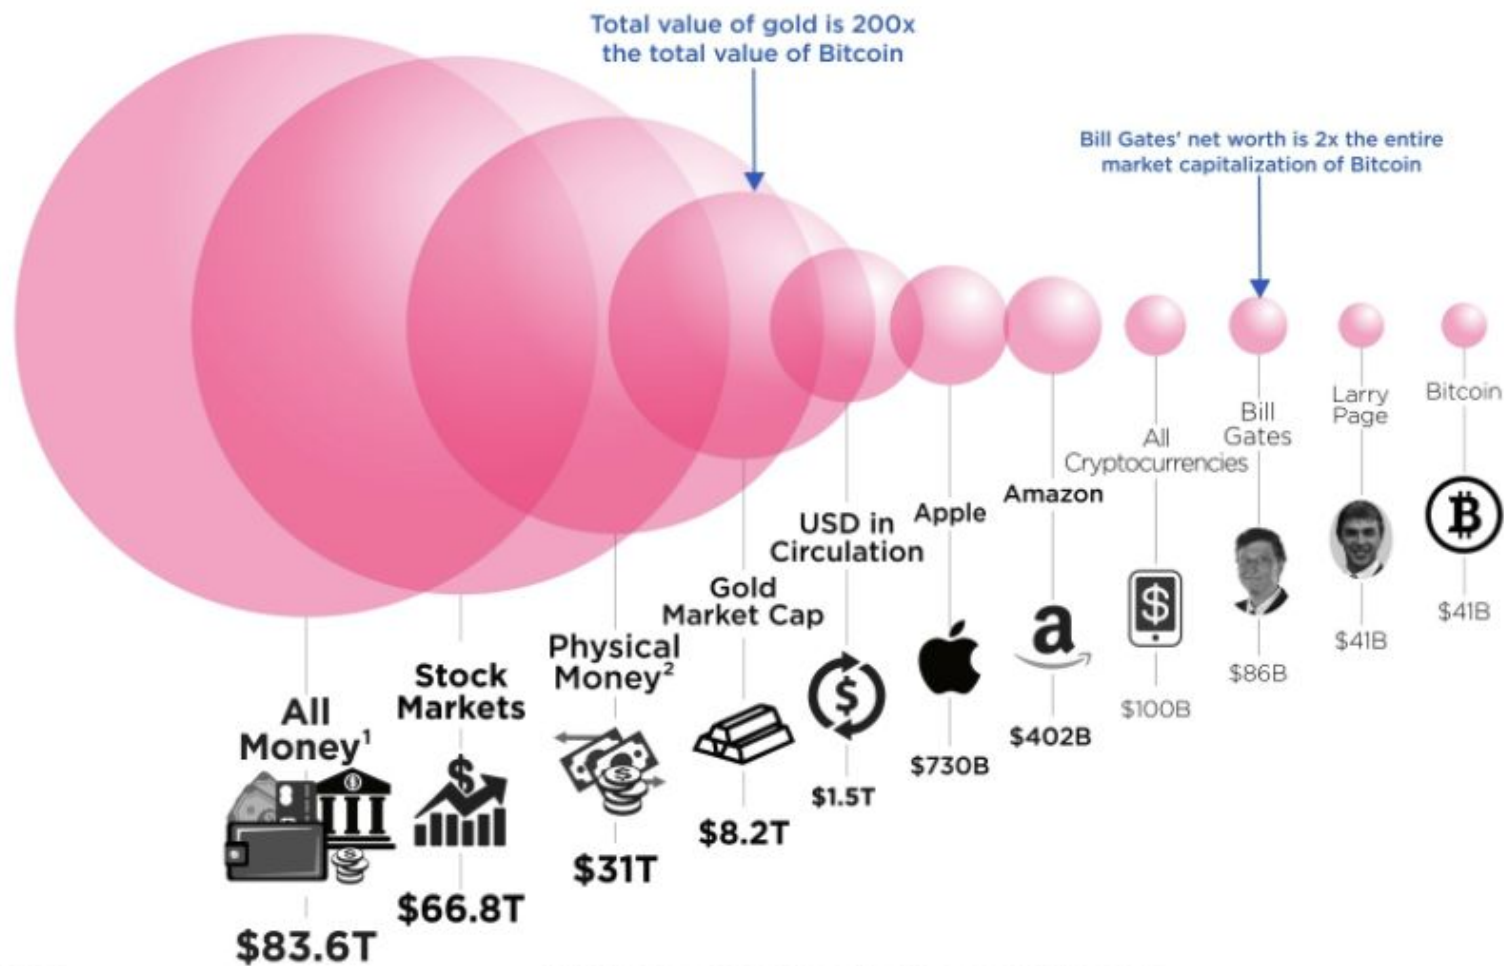 Total value of gold is 200x
the total value of Bitcoin
Bill Gates' net worth is 2x the entire
market capitalization of Bitcoin
All
Money¹
$83.6T
Stock
Markets
$66.8T
Physical
Money²
$31T
Gold
Market Cap
$8.2T
USD in
Circulation
$1.5T
Apple
$730B
Amazon
a
$402B
All
Cryptocurrencies
$100B
Bill
Gates
$86B
Larry
Page
$41B
Bitcoin
$41B